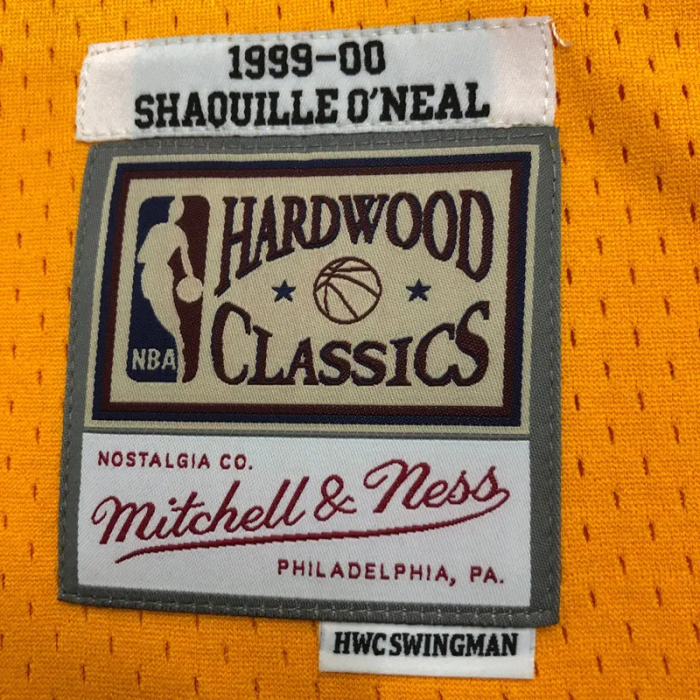 1999-00
SHAQUILLE O'NEAL
HARDWOOD
CLASSICS
NBA
NOSTALGIA CO.
Mitchell & Ness
PHILADELPHIA, PA.
HWC SWINGMAN